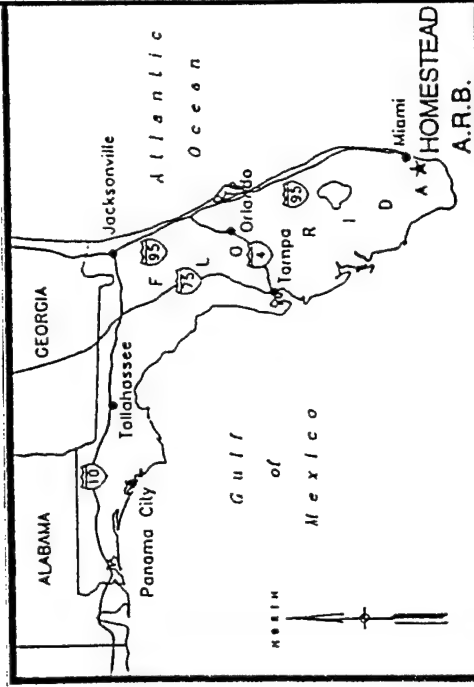 ALABAMA
GEORGIA
Jacksonville
Tallahassee
10
Panama City
95
75
4
95
Orlando
Tampa
Miami
F L O R I D A
HOMESTEAD
A.R.B.
Atlantic
Ocean
Gulf
of
Mexico
NORTH